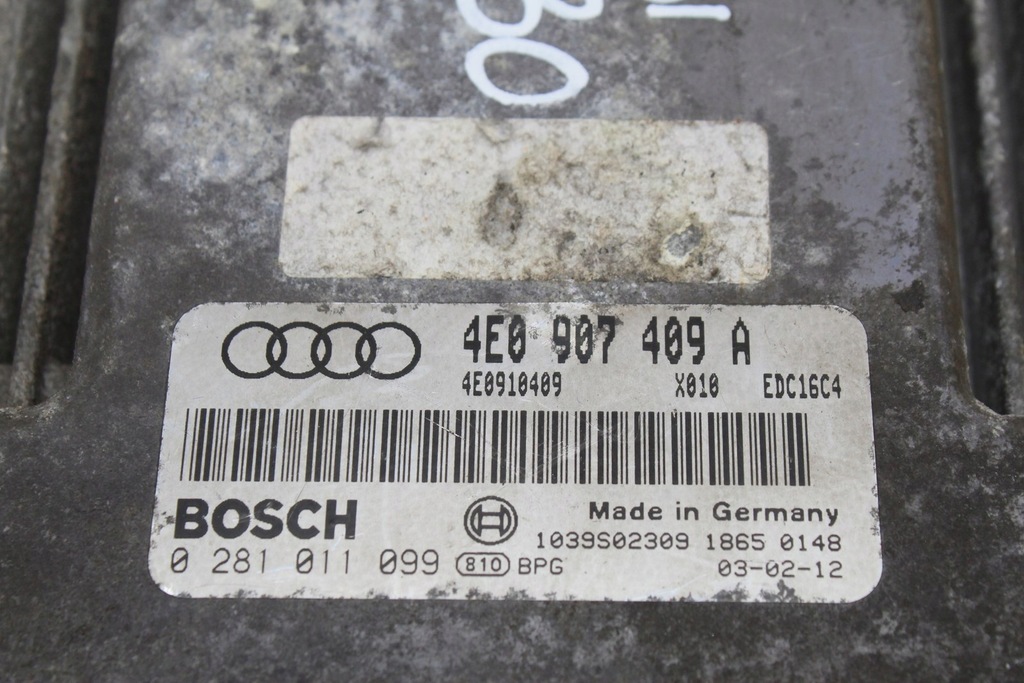 30
4E0 907 409 A
4E0910409 X010 EDC16C4
BOSCH
Made in Germany
1039S02309 1865 0148
0 281 011 099 810 BPG
03-02-12